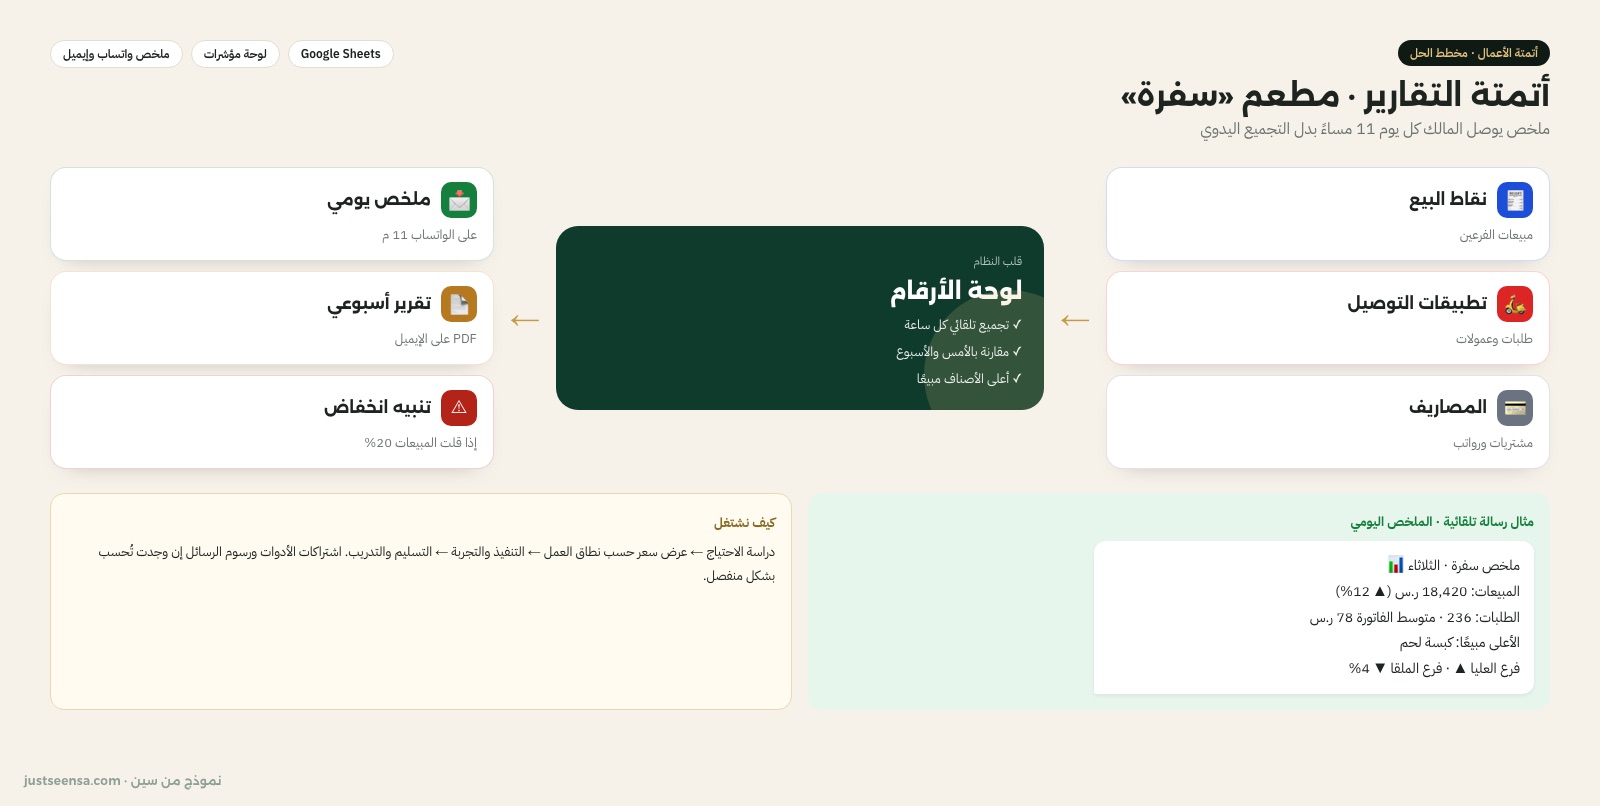 أتمتة الأعمال · مخطط الحل
أتمتة التقارير · مطعم «سفرة»
ملخص يوصل المالك كل يوم 11 مساءً بدل التجميع اليدوي
Google Sheets
لوحة مؤشرات
ملخص واتساب وإيميل
نقاط البيع
مبيعات الفرعين
تطبيقات التوصيل
طلبات وعمولات
المصاريف
مشتريات ورواتب
←
قلب النظام
لوحة الأرقام
✓ تجميع تلقائي كل ساعة
✓ مقارنة بالأمس والأسبوع
✓ أعلى الأصناف مبيعًا
←
ملخص يومي
على الواتساب 11 م
تقرير أسبوعي
PDF على الإيميل
تنبيه انخفاض
إذا قلت المبيعات 20%
مثال رسالة تلقائية · الملخص اليومي
ملخص سفرة · الثلاثاء 📊
المبيعات: 18,420 ر.س (▲ 12%)
الطلبات: 236 · متوسط الفاتورة 78 ر.س
الأعلى مبيعًا: كبسة لحم
فرع العليا ▲ · فرع الملقا ▼ 4%
كيف نشتغل
دراسة الاحتياج ← عرض سعر حسب نطاق العمل ← التنفيذ والتجربة ← التسليم والتدريب. اشتراكات الأدوات ورسوم الرسائل إن وجدت تُحسب
بشكل منفصل.
نموذج من سين · justseensa.com